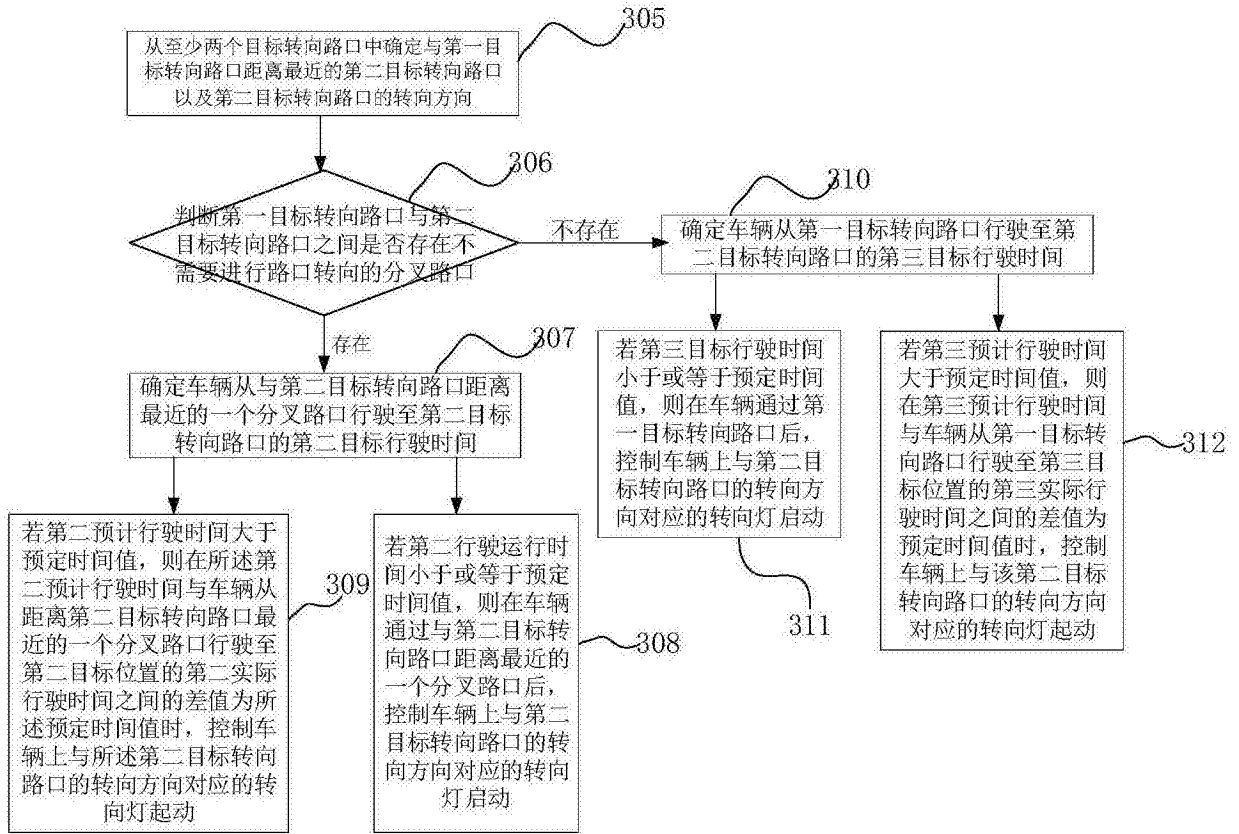 305
从至少两个目标转向路口中确定与第一目
标转向路口距离最近的第二目标转向路口
以及第二目标转向路口的转向方向
306
判断第一目标转向路口与第二
目标转向路口之间是否存在不
需要进行路口转向的分叉路口
不存在
310
确定车辆从第一目标转向路口行驶至第
二目标转向路口的第三目标行驶时间
存在
307
确定车辆从与第二目标转向路口距离
最近的一个分叉路口行驶至第二目标
转向路口的第二目标行驶时间
若第三目标行驶时间
小于或等于预定时间
值，则在车辆通过第
一目标转向路口后，
控制车辆上与第二目
标转向路口的转向方
向对应的转向灯启动
311
若第三预计行驶时间
大于预定时间值，则
在第三预计行驶时间
与车辆从第一目标转
向路口行驶至第三目
标位置的第三实际行
驶时间之间的差值为
预定时间值时，控制
车辆上与该第二目标
转向路口的转向方向
对应的转向灯起动
312
若第二预计行驶时间大于
预定时间值，则在所述第
二预计行驶时间与车辆从
距离第二目标转向路口最
近的一个分叉路口行驶至
第二目标位置的第二实际
行驶时间之间的差值为所
述预定时间值时，控制车
辆上与所述第二目标转向
路口的转向方向对应的转
向灯起动
309
若第二行驶运行时
间小于或等于预定
时间值，则在车辆
通过与第二目标转
向路口距离最近的
一个分叉路口后，
控制车辆上与第二
目标转向路口的转
向方向对应的转向
灯启动
308